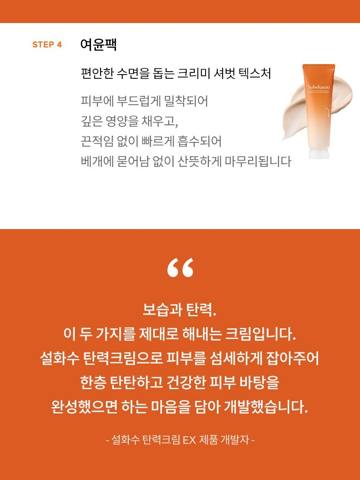 STEP 4 여윤팩
편안한 수면을 돕는 크리미 셔벗 텍스처
피부에 부드럽게 밀착되어
깊은 영양을 채우고,
끈적임 없이 빠르게 흡수되어
베개에 묻어남 없이 산뜻하게 마무리됩니다
Sulwhasoo
“
보습과 탄력.
이 두 가지를 제대로 해내는 크림입니다.
설화수 탄력크림으로 피부를 섬세하게 잡아주어
한층 탄탄하고 건강한 피부 바탕을
완성했으면 하는 마음을 담아 개발했습니다.
- 설화수 탄력크림 EX 제품 개발자 -